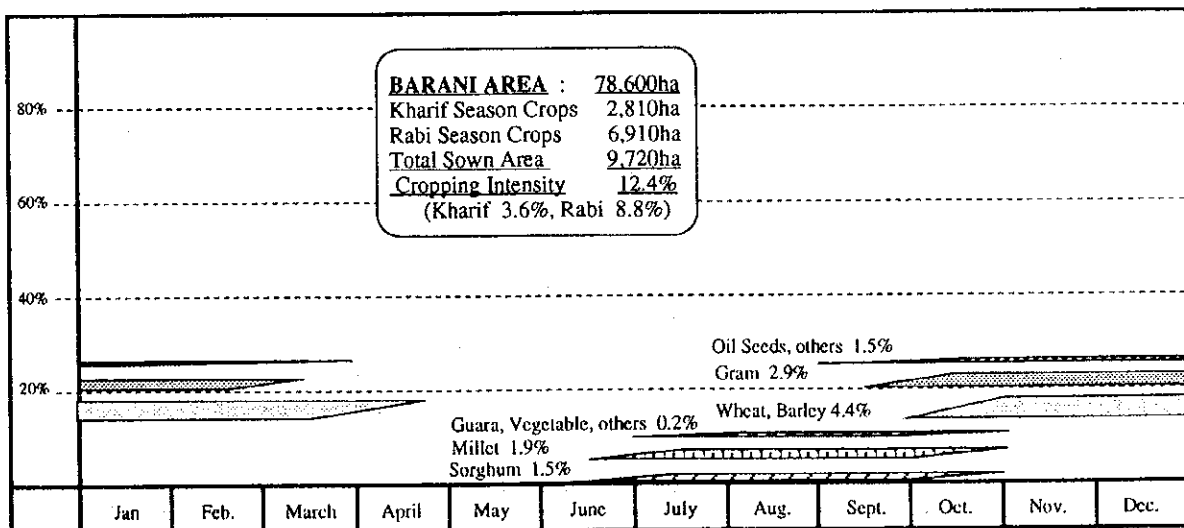 BARANI AREA : 78,600ha
Kharif Season Crops 2,810ha
Rabi Season Crops 6,910ha
Total Sown Area 9,720ha
Cropping Intensity 12.4%
(Kharif 3.6%, Rabi 8.8%)
80%
60%
40%
20%
Oil Seeds, others 1.5%
Gram 2.9%
Wheat, Barley 4.4%
Guara, Vegetable, others 0.2%
Millet 1.9%
Sorghum 1.5%
Jan Feb. March April May June July Aug. Sept. Oct. Nov. Dec.